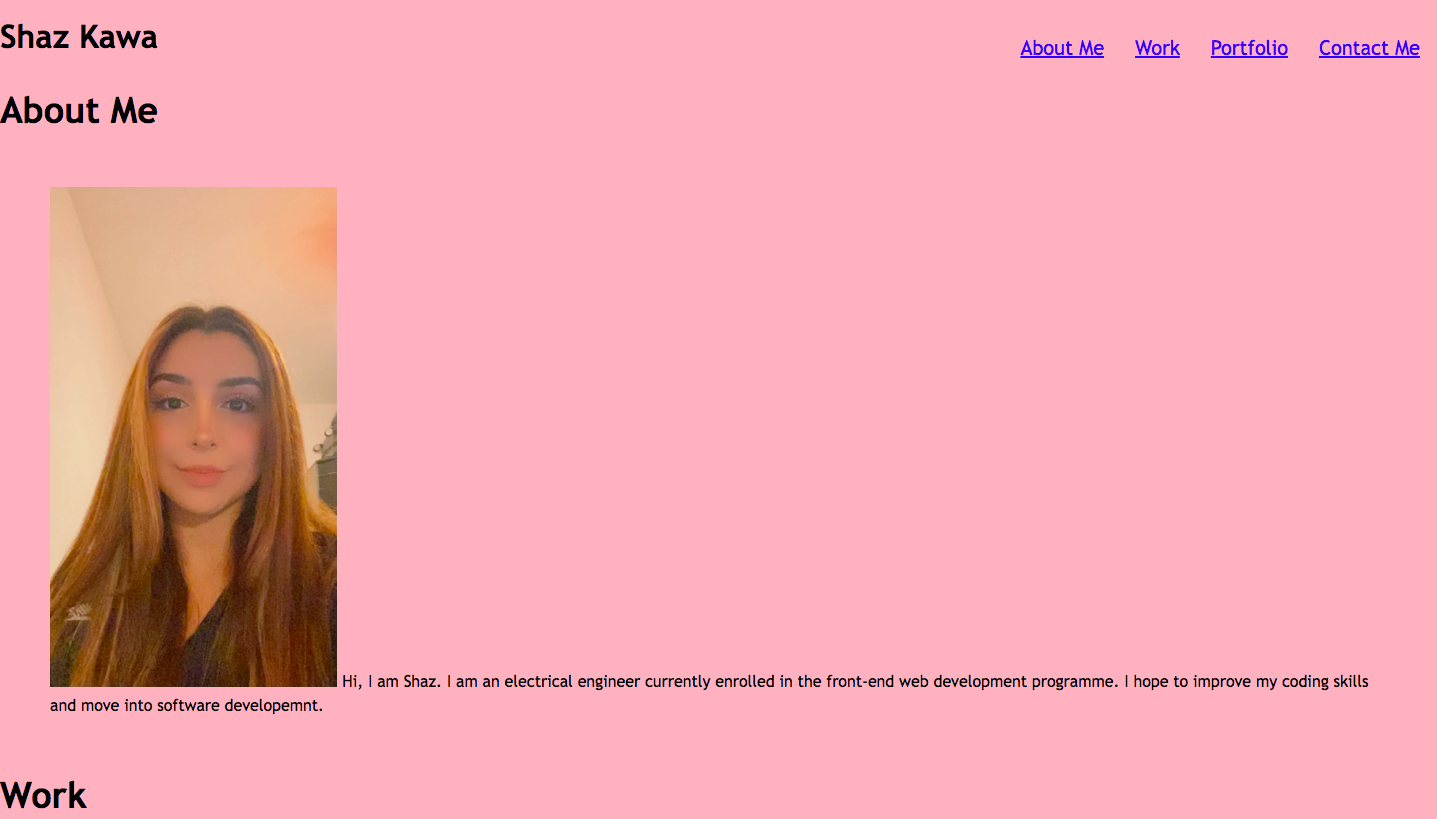 Shaz Kawa
About Me Work Portfolio Contact Me
About Me
Hi, I am Shaz. I am an electrical engineer currently enrolled in the front-end web development programme. I hope to improve my coding skills
and move into software developemnt.
Work